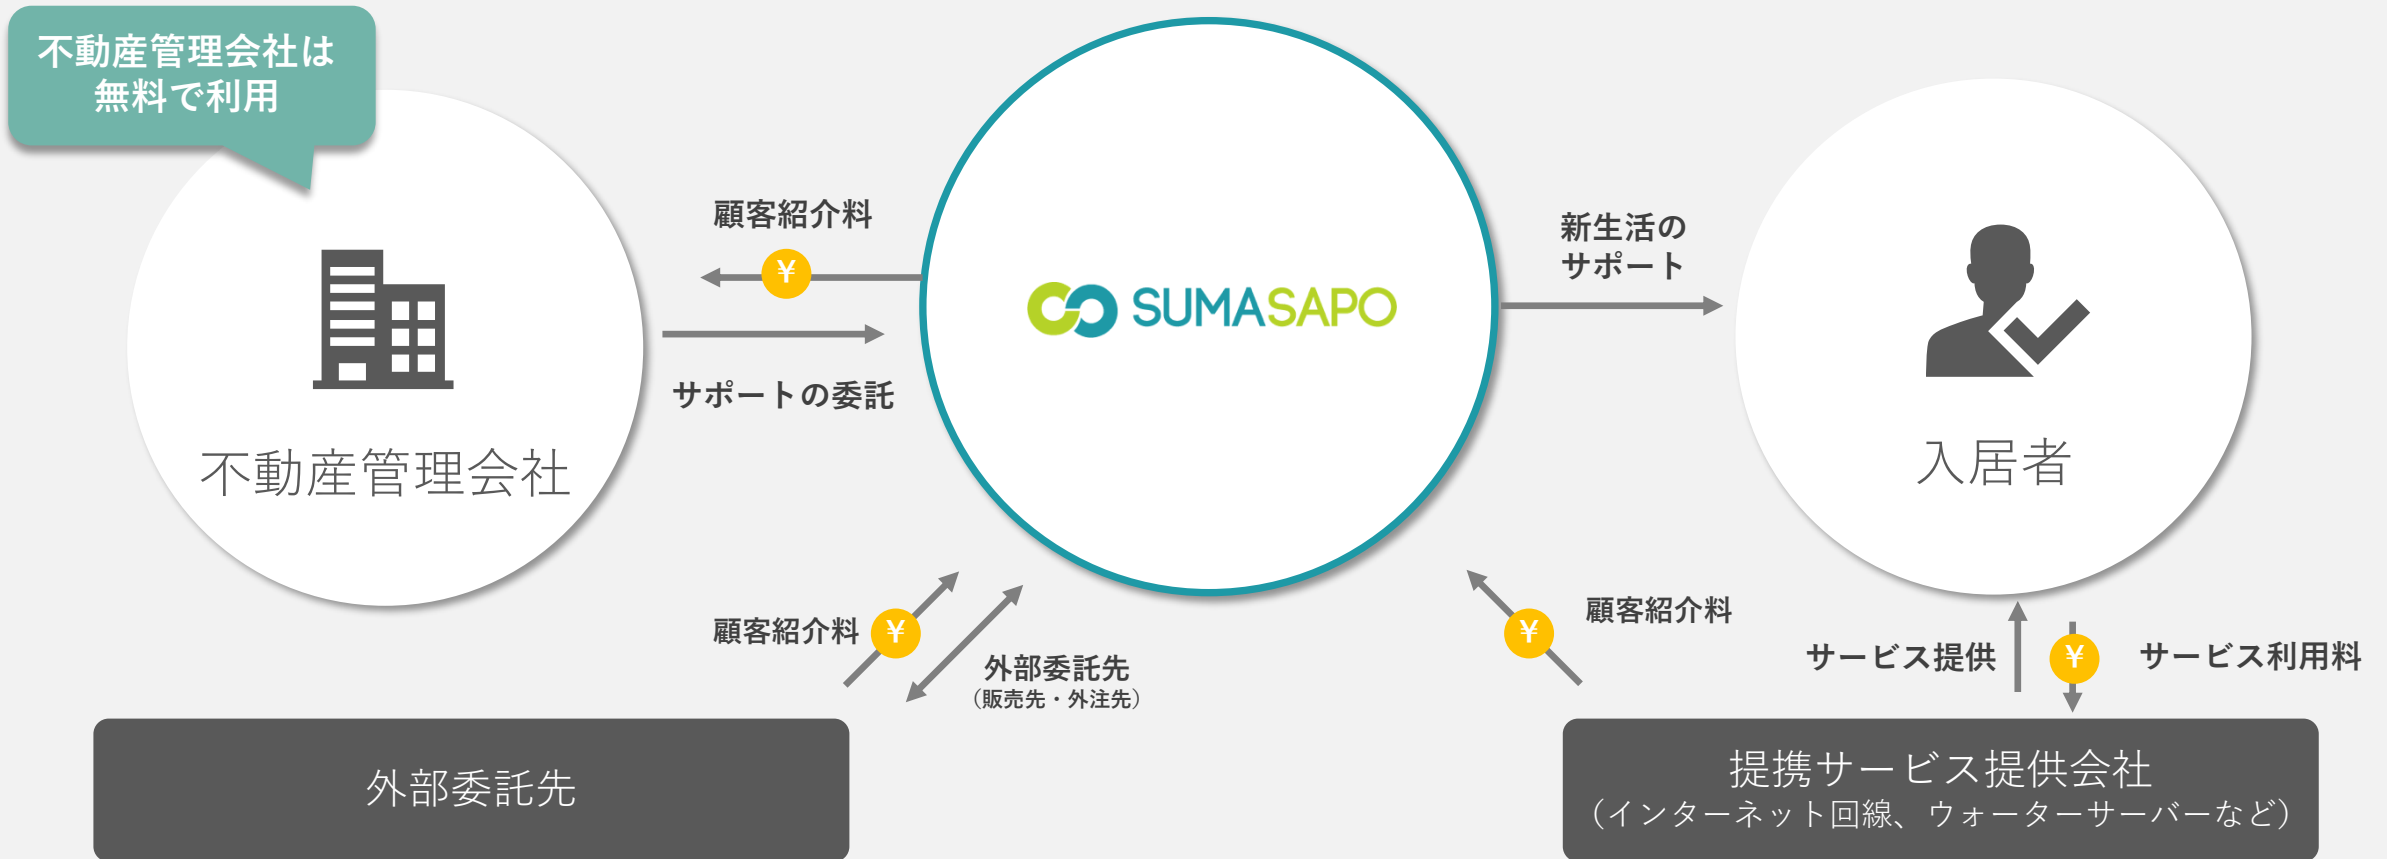 不動産管理会社は
無料で利用
顧客紹介料
¥
サポートの委託
不動産管理会社
SUMASAPO
新生活の
サポート
入居者
顧客紹介料
¥
外部委託先
（販売先・外注先）
顧客紹介料
¥
サービス提供
¥
サービス利用料
外部委託先
提携サービス提供会社
（インターネット回線、ウォーターサーバーなど）